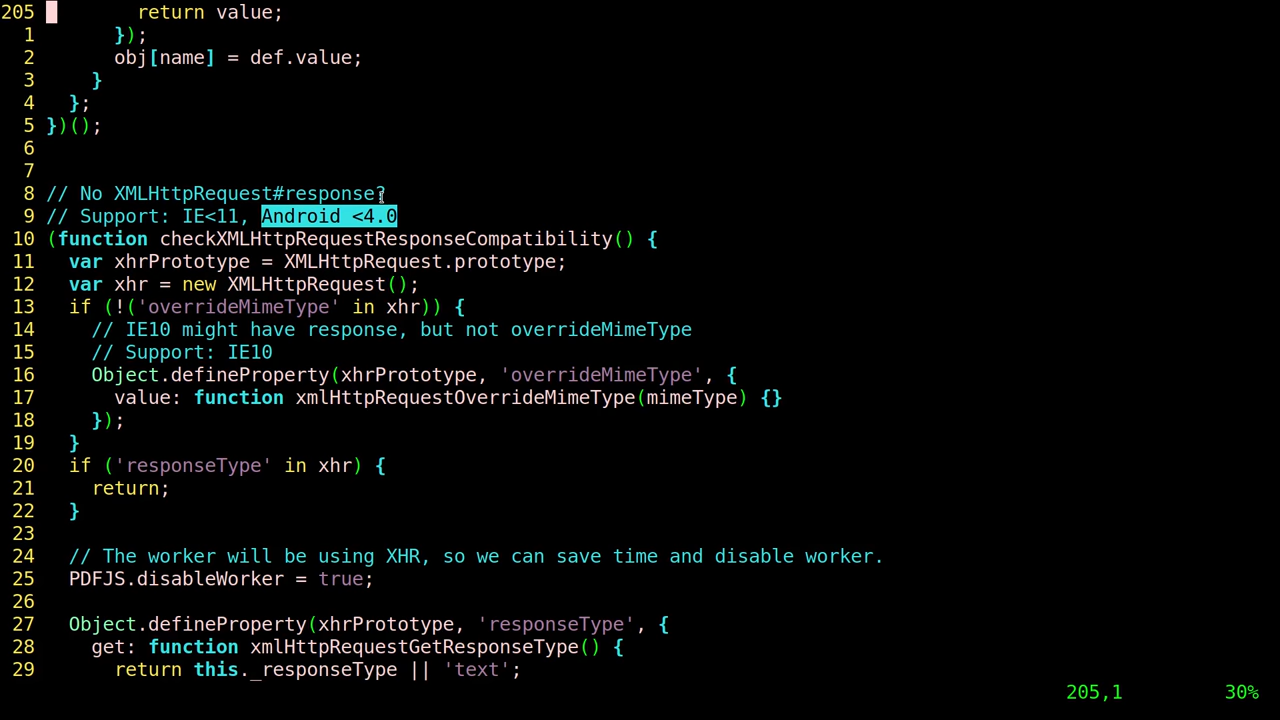 205         return value;
  1       });
  2       obj[name] = def.value;
  3     }
  4   };
  5 })();
  6
  7
  8 // No XMLHttpRequest#response?
  9 // Support: IE<11, Android <4.0
 10 (function checkXMLHttpRequestResponseCompatibility() {
 11   var xhrPrototype = XMLHttpRequest.prototype;
 12   var xhr = new XMLHttpRequest();
 13   if (!('overrideMimeType' in xhr)) {
 14     // IE10 might have response, but not overrideMimeType
 15     // Support: IE10
 16     Object.defineProperty(xhrPrototype, 'overrideMimeType', {
 17       value: function xmlHttpRequestOverrideMimeType(mimeType) {}
 18     });
 19   }
 20   if ('responseType' in xhr) {
 21     return;
 22   }
 23
 24   // The worker will be using XHR, so we can save time and disable worker.
 25   PDFJS.disableWorker = true;
 26
 27   Object.defineProperty(xhrPrototype, 'responseType', {
 28     get: function xmlHttpRequestGetResponseType() {
 29       return this._responseType || 'text';
205,1         30%